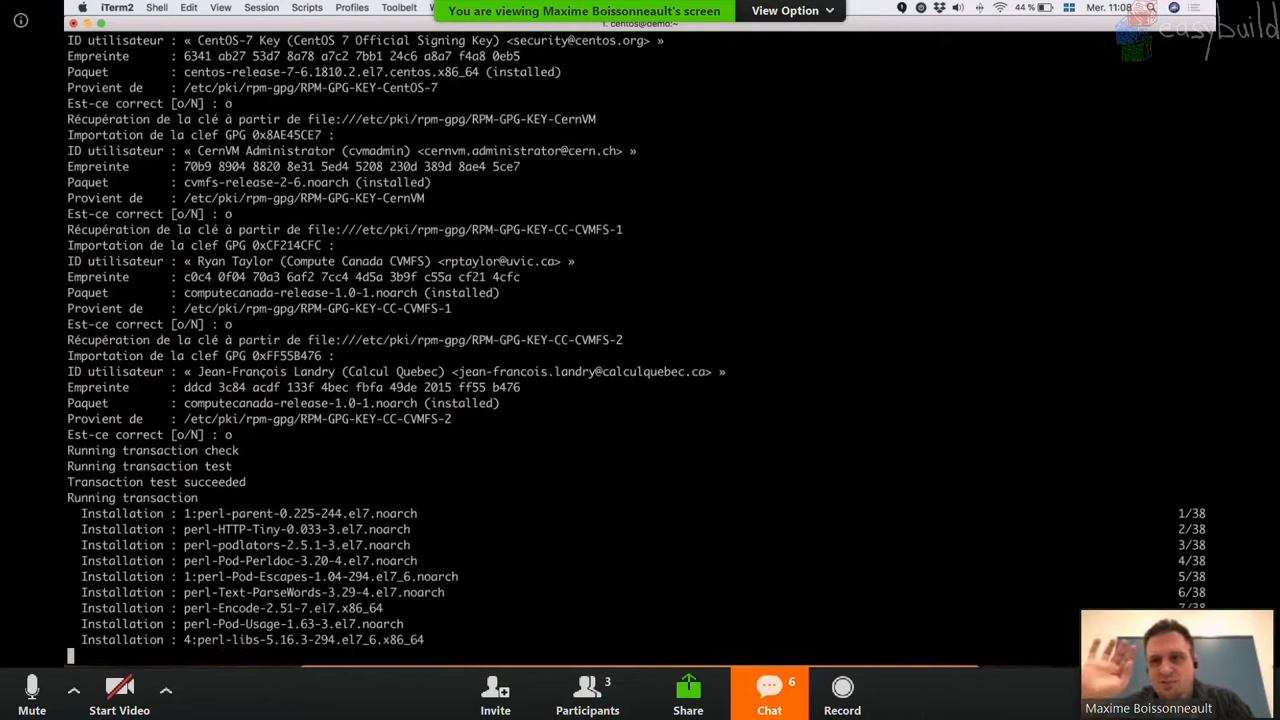 iTerm2 Shell Edit View Session Scripts Profiles Toolbelt
You are viewing Maxime Boissonneault's screen
View Option
44 %
Mer. 11:08
1. centos@demo:~
easybuild
ID utilisateur : « CentOS-7 Key (CentOS 7 Official Signing Key) <security@centos.org> »
Empreinte : 6341 ab27 53d7 8a78 a7c2 7bb1 24c6 a8a7 f4a8 0eb5
Paquet : centos-release-7-6.1810.2.el7.centos.x86_64 (installed)
Provient de : /etc/pki/rpm-gpg/RPM-GPG-KEY-CentOS-7
Est-ce correct [o/N] : o
Récupération de la clé à partir de file:///etc/pki/rpm-gpg/RPM-GPG-KEY-CernVM
Importation de la clef GPG 0x8AE45CE7 :
ID utilisateur : « CernVM Administrator (cvmadmin) <cernvm.administrator@cern.ch> »
Empreinte : 70b9 8904 8820 8e31 5ed4 5208 230d 389d 8ae4 5ce7
Paquet : cvmfs-release-2-6.noarch (installed)
Provient de : /etc/pki/rpm-gpg/RPM-GPG-KEY-CernVM
Est-ce correct [o/N] : o
Récupération de la clé à partir de file:///etc/pki/rpm-gpg/RPM-GPG-KEY-CC-CVMFS-1
Importation de la clef GPG 0xCF214CFC :
ID utilisateur : « Ryan Taylor (Compute Canada CVMFS) <rptaylor@uvic.ca> »
Empreinte : c0c4 0f04 70a3 6af2 7cc4 4d5a 3b9f c55a cf21 4cfc
Paquet : computecanada-release-1.0-1.noarch (installed)
Provient de : /etc/pki/rpm-gpg/RPM-GPG-KEY-CC-CVMFS-1
Est-ce correct [o/N] : o
Récupération de la clé à partir de file:///etc/pki/rpm-gpg/RPM-GPG-KEY-CC-CVMFS-2
Importation de la clef GPG 0xFF55B476 :
ID utilisateur : « Jean-François Landry (Calcul Quebec) <jean-francois.landry@calculquebec.ca> »
Empreinte : ddcd 3c84 acdf 133f 4bec fbfa 49de 2015 ff55 b476
Paquet : computecanada-release-1.0-1.noarch (installed)
Provient de : /etc/pki/rpm-gpg/RPM-GPG-KEY-CC-CVMFS-2
Est-ce correct [o/N] : o
Running transaction check
Running transaction test
Transaction test succeeded
Running transaction
Installation : 1:perl-parent-0.225-244.el7.noarch 1/38
Installation : perl-HTTP-Tiny-0.033-3.el7.noarch 2/38
Installation : perl-podlators-2.5.1-3.el7.noarch 3/38
Installation : perl-Pod-Perldoc-3.20-4.el7.noarch 4/38
Installation : 1:perl-Pod-Escapes-1.04-294.el7_6.noarch 5/38
Installation : perl-Text-ParseWords-3.29-4.el7.noarch 6/38
Installation : perl-Encode-2.51-7.el7.x86_64 7/38
Installation : perl-Pod-Usage-1.63-3.el7.noarch
Installation : 4:perl-libs-5.16.3-294.el7_6.x86_64
Maxime Boissonneault
Mute
Start Video
Invite
Participants 3
Share
Chat 6
Record